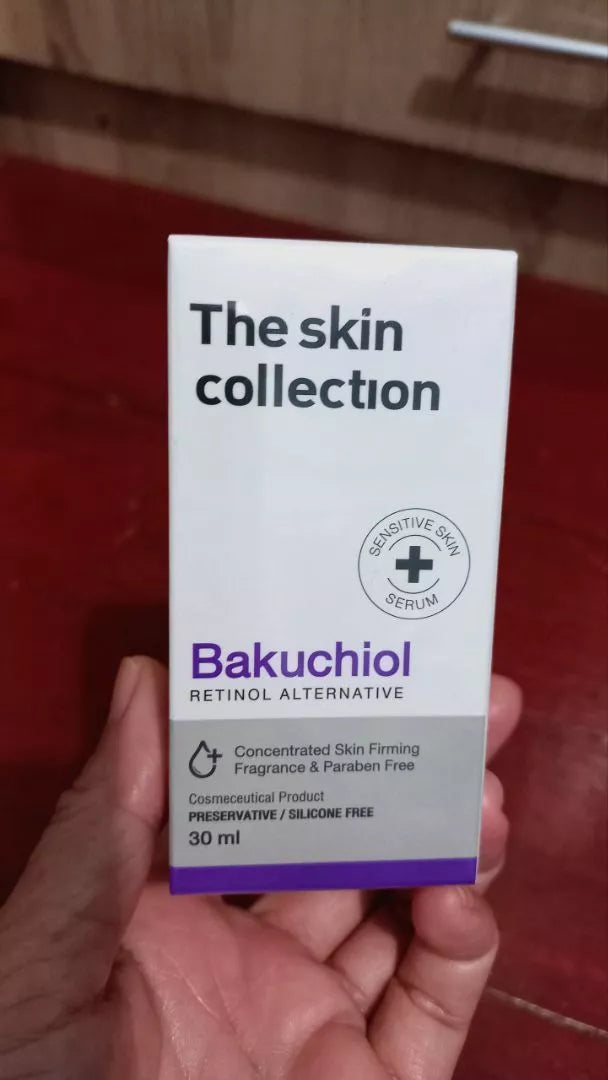 The skin
collection
SENSITIVE SKIN
SERUM
Bakuchiol
RETINOL ALTERNATIVE
Concentrated Skin Firming
Fragrance & Paraben Free
Cosmeceutical Product
PRESERVATIVE / SILICONE FREE
30 ml